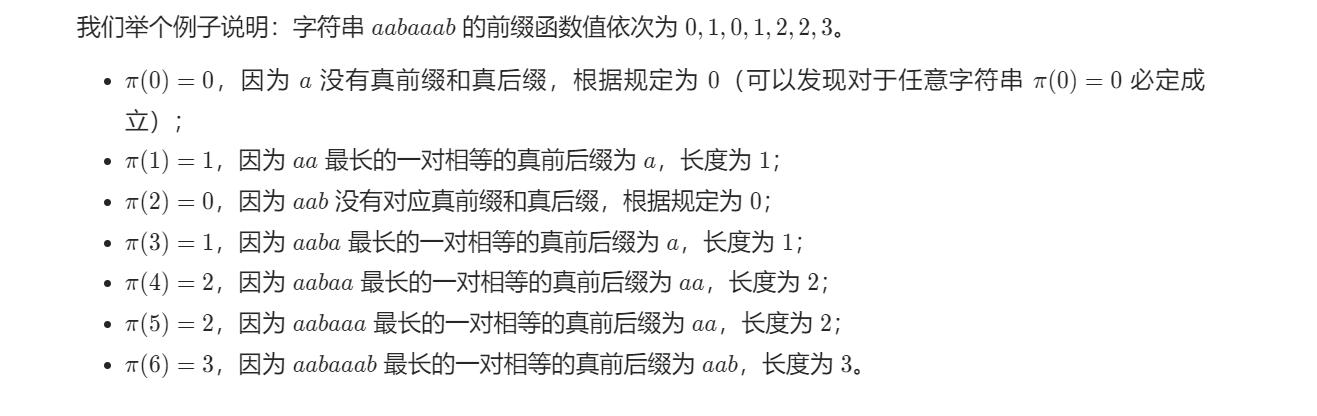 我们举个例子说明：字符串 aabaaab 的前缀函数值依次为 0, 1, 0, 1, 2, 2, 3。
• π(0) = 0，因为 a 没有真前缀和真后缀，根据规定为 0（可以发现对于任意字符串 π(0) = 0 必定成
立）；
• π(1) = 1，因为 aa 最长的一对相等的真前后缀为 a，长度为 1；
• π(2) = 0，因为 aab 没有对应真前缀和真后缀，根据规定为 0；
• π(3) = 1，因为 aaba 最长的一对相等的真前后缀为 a，长度为 1；
• π(4) = 2，因为 aabaa 最长的一对相等的真前后缀为 aa，长度为 2；
• π(5) = 2，因为 aabaaa 最长的一对相等的真前后缀为 aa，长度为 2；
• π(6) = 3，因为 aabaaab 最长的一对相等的真前后缀为 aab，长度为 3。